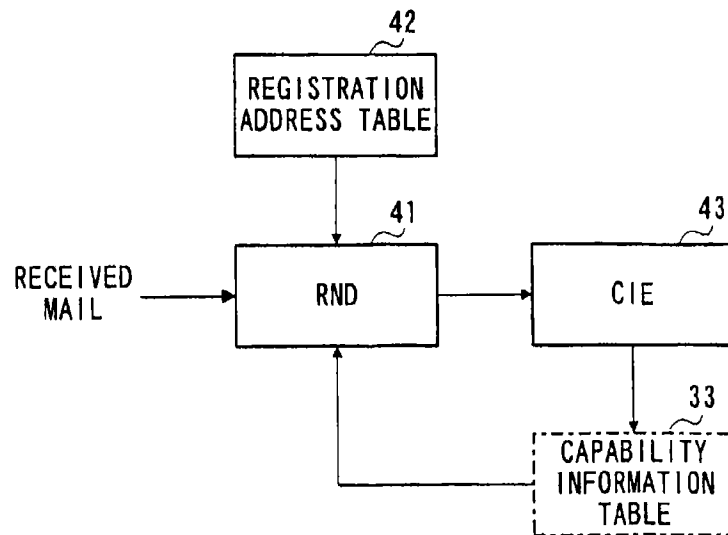 42
REGISTRATION
ADDRESS TABLE
41
43
RECEIVED
MAIL
RND
CIE
33
CAPABILITY
INFORMATION
TABLE